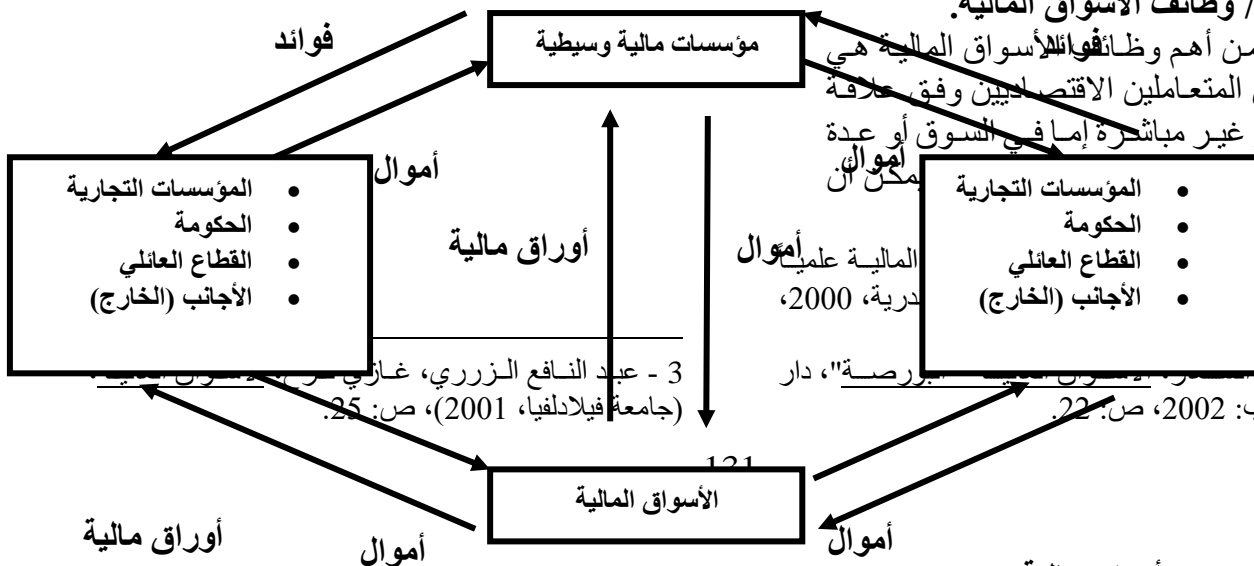 / وظائف الأسواق المالية.
من أهم وظائف الأسواق المالية هي
المتعاملين الاقتصاديين وفق علاقة
غير مباشرة إما في السوق أو عدة
يمكن أن
فوائد
مؤسسات مالية وسيطية
فوائد
أموال
أموال
• المؤسسات التجارية
• الحكومة
• القطاع العائلي
• الأجانب (الخارج)
• المؤسسات التجارية
• الحكومة
• القطاع العائلي
• الأجانب (الخارج)
أموال
أوراق مالية
المالية علمياً
2000،
"، دار
2002، ص: 22.
3 - عبد النافع الزرري، غازي
(جامعة فيلادلفيا، 2001)، ص: 25.
131
الأسواق المالية
أموال
أموال
أوراق مالية